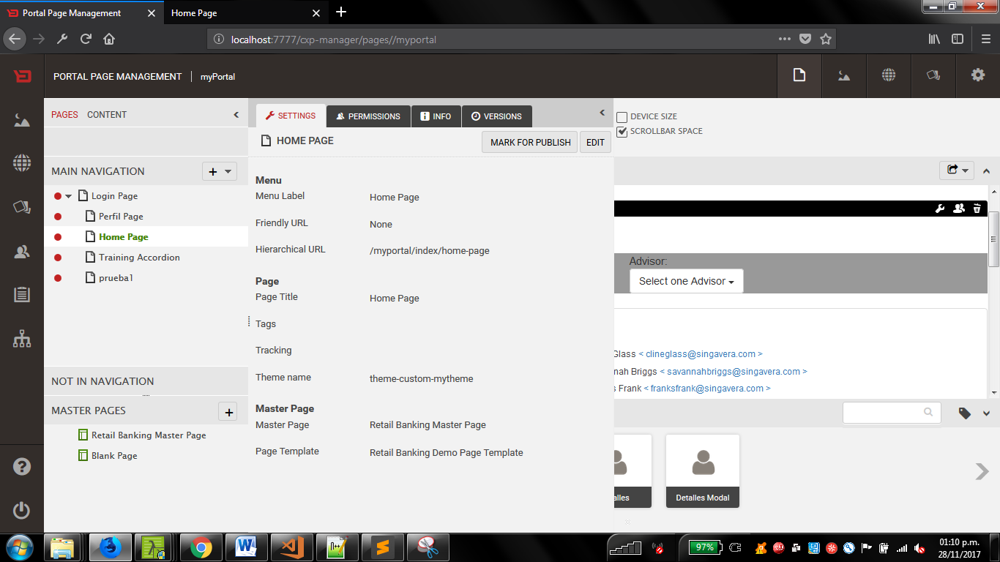 Portal Page Management
Home Page
localhost:7777/cxp-manager/pages//myportal
PORTAL PAGE MANAGEMENT myPortal
PAGES CONTENT
MAIN NAVIGATION
Login Page
Perfil Page
Home Page
Training Accordion
prueba1
NOT IN NAVIGATION
MASTER PAGES
Retail Banking Master Page
Blank Page
SETTINGS PERMISSIONS INFO VERSIONS
HOME PAGE
MARK FOR PUBLISH EDIT
Menu
Menu Label Home Page
Friendly URL None
Hierarchical URL /myportal/index/home-page
Page
Page Title Home Page
Tags
Tracking
Theme name theme-custom-mytheme
Master Page
Master Page Retail Banking Master Page
Page Template Retail Banking Demo Page Template
DEVICE SIZE
SCROLLBAR SPACE
Advisor:
Select one Advisor
Glass < clineglass@singavera.com >
nah Briggs < savannahbriggs@singavera.com >
s Frank < franksfrank@singavera.com >
alles
Detalles Modal
97%
01:10 p.m.
28/11/2017